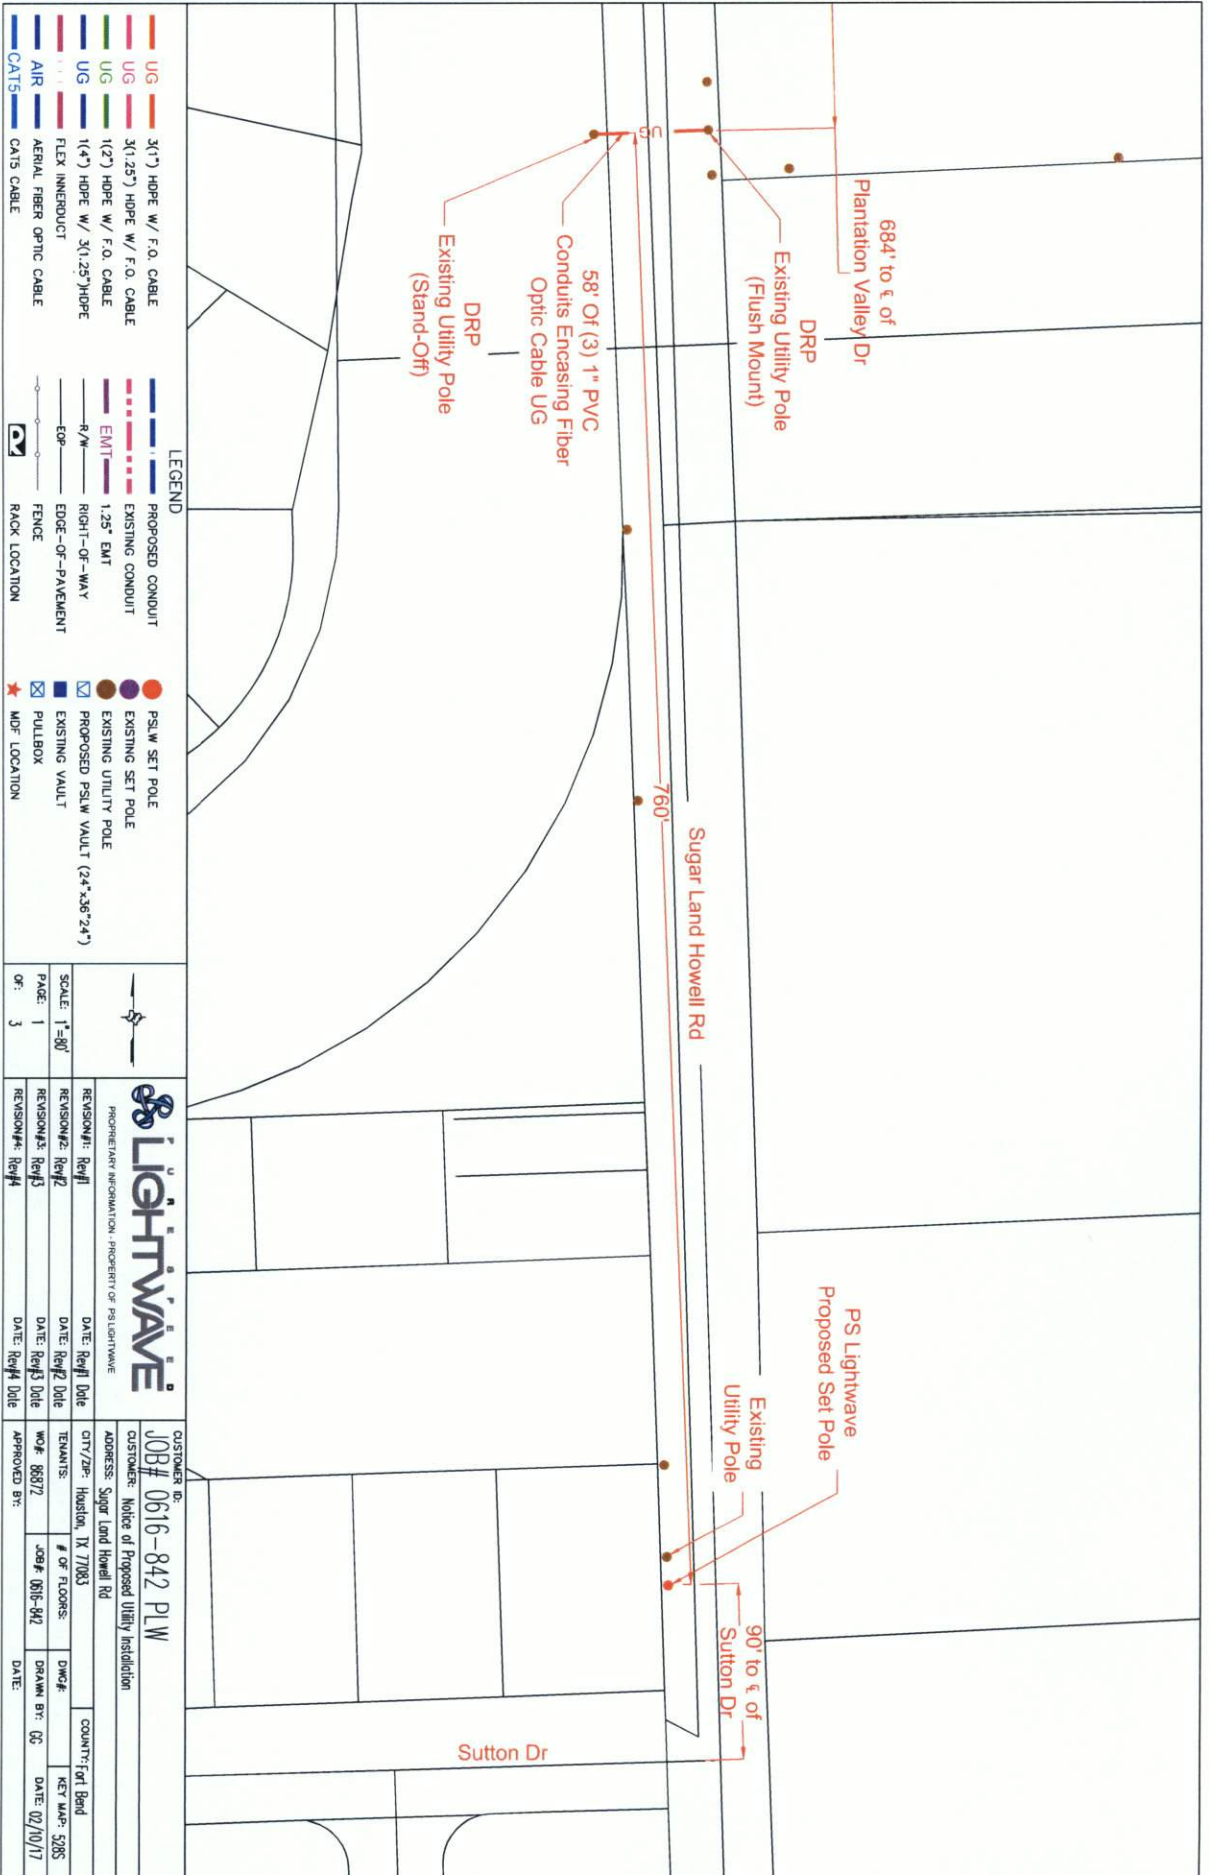 684' to ℄ of
Plantation Valley Dr
DRP
Existing Utility Pole
(Flush Mount)
UG
58' Of (3) 1" PVC
Conduits Encasing Fiber
Optic Cable UG
DRP
Existing Utility Pole
(Stand-Off)
760'
Sugar Land Howell Rd
PS Lightwave
Proposed Set Pole
Existing
Utility Pole
90' to ℄ of
Sutton Dr
Sutton Dr
LEGEND
UG 3(1") HDPE W/ F.O. CABLE
UG 3(1.25") HDPE W/ F.O. CABLE
UG 1(2") HDPE W/ F.O. CABLE
UG 1(4") HDPE W/ 3(1.25")HDPE
FLEX INNERDUCT
AIR AERIAL FIBER OPTIC CABLE
CAT5 CAT5 CABLE
PROPOSED CONDUIT
EXISTING CONDUIT
EMT 1.25" EMT
R/W RIGHT-OF-WAY
EOP EDGE-OF-PAVEMENT
FENCE
RACK LOCATION
PSLW SET POLE
EXISTING SET POLE
EXISTING UTILITY POLE
PROPOSED PSLW VAULT (24"x36"24")
EXISTING VAULT
PULLBOX
MDF LOCATION
SCALE: 1"=80'
PAGE: 1
OF: 3
PURESPEED
LIGHTWAVE
PROPRIETARY INFORMATION - PROPERTY OF PS LIGHTWAVE
REVISION#1: Rev#1 DATE: Rev#1 Date
REVISION#2: Rev#2 DATE: Rev#2 Date
REVISION#3: Rev#3 DATE: Rev#3 Date
REVISION#4: Rev#4 DATE: Rev#4 Date
CUSTOMER ID:
JOB# 0616-842 PLW
CUSTOMER: Notice of Proposed Utility Installation
ADDRESS: Sugar Land Howell Rd
CITY/ZIP: Houston, TX 77083 COUNTY: Fort Bend
TENANTS: # OF FLOORS: DWG#: KEY MAP: 528S
WO#: 86872 JOB#: 0616-842 DRAWN BY: GG DATE: 02/10/17
APPROVED BY: DATE: